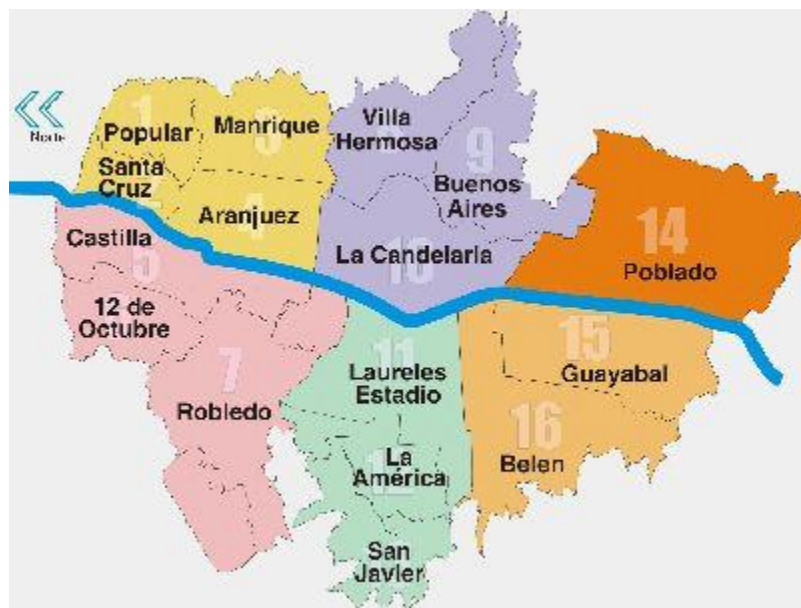 1
Popular
3
Manrique
Norte
Santa
Cruz
2
4
Aranjuez
8
Villa
Hermosa
9
Buenos
Aires
10
La Candelaria
14
Poblado
5
Castilla
12 de
Octubre
7
Robledo
11
Laureles
Estadio
12
La
América
San
Javier
15
Guayabal
16
Belen